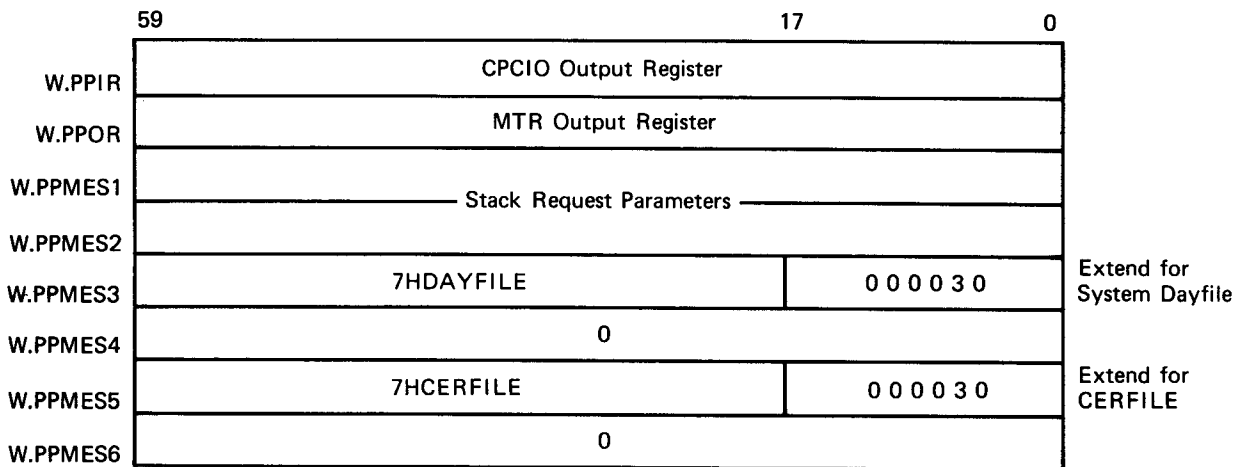 59 17 0
W.PPIR CPCIO Output Register
W.PPOR MTR Output Register
W.PPMES1
Stack Request Parameters
W.PPMES2
W.PPMES3 7HDAYFILE 000030 Extend for
System Dayfile
W.PPMES4 0
W.PPMES5 7HCERFILE 000030 Extend for
CERFILE
W.PPMES6 0